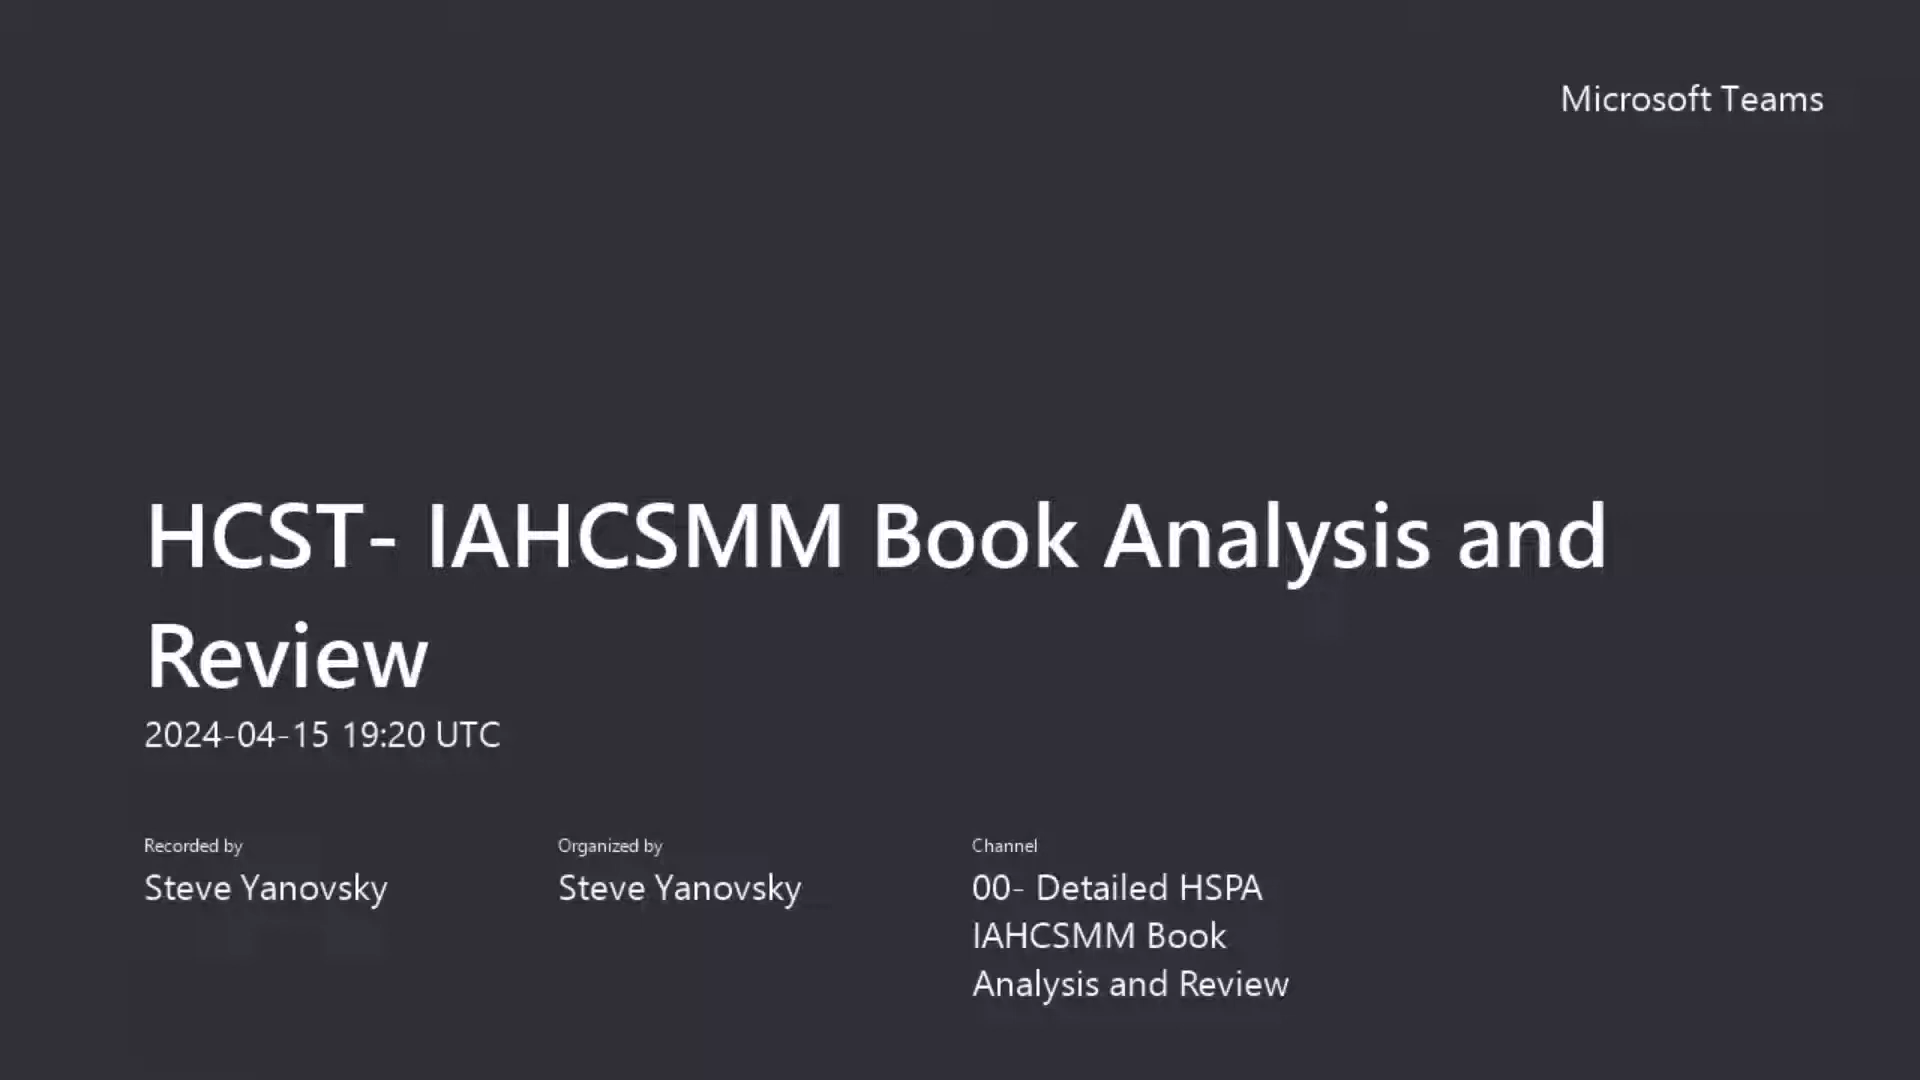 Microsoft Teams
HCST- IAHCSMM Book Analysis and
Review
2024-04-15 19:20 UTC
Recorded by
Steve Yanovsky
Organized by
Steve Yanovsky
Channel
00- Detailed HSPA
IAHCSMM Book
Analysis and Review